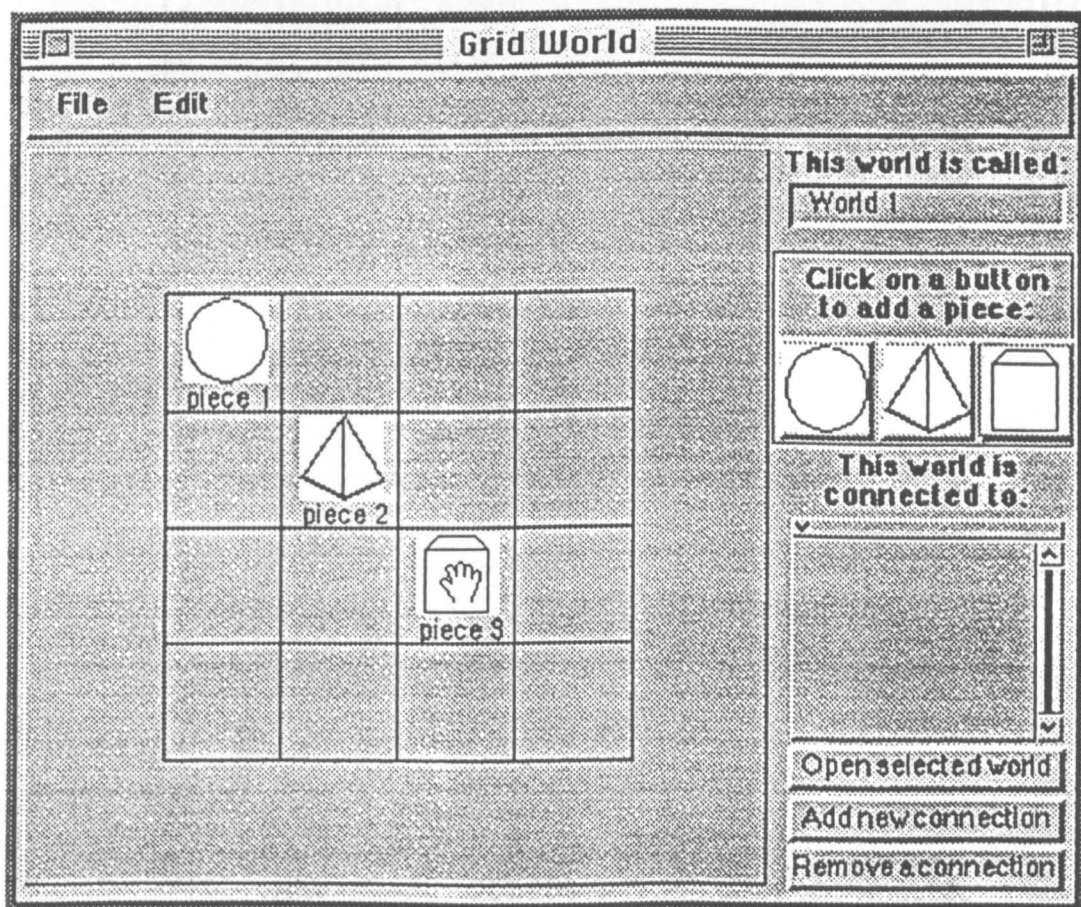 Grid World
File Edit
This world is called:
World 1
Click on a button
to add a piece:
piece 1
piece 2
piece 3
This world is
connected to:
Open selected world
Add new connection
Remove a connection